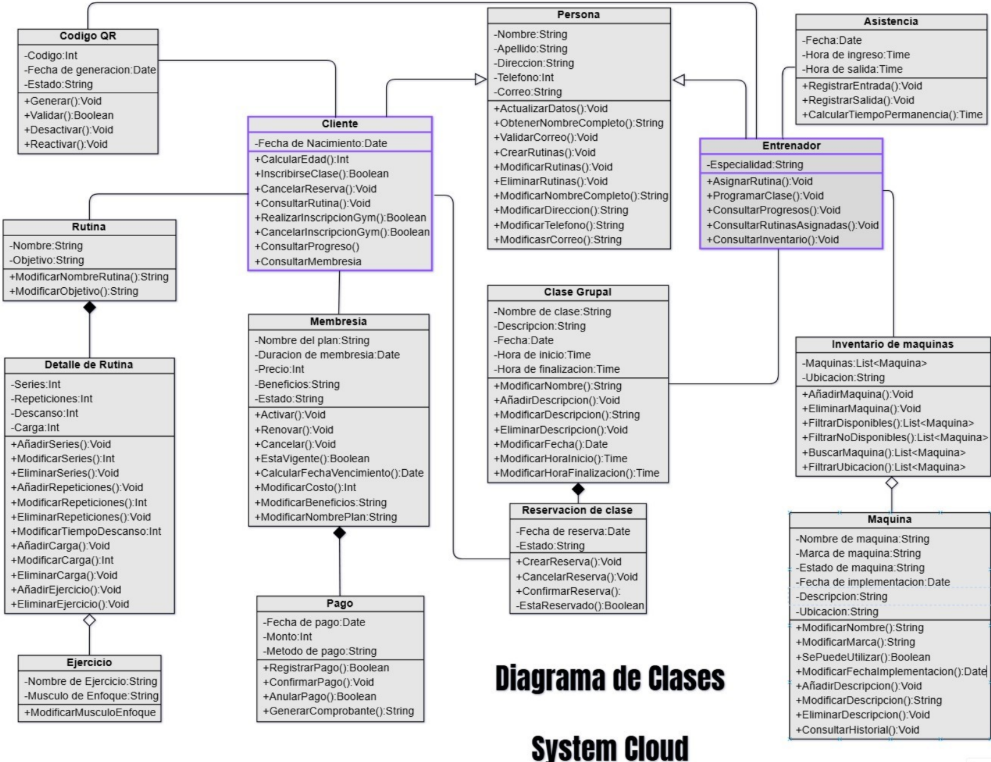 Codigo QR
-Codigo:Int
-Fecha de generacion:Date
-Estado:String
+Generar():Void
+Validar():Boolean
+Desactivar():Void
+Reactivar():Void
Persona
-Nombre:String
-Apellido:String
-Direccion:String
-Telefono:Int
-Correo:String
+ActualizarDatos():Void
+ObtenerNombreCompleto():String
+ValidarCorreo():Void
+CrearRutinas():Void
+ModificarRutinas():Void
+EliminarRutinas():Void
+ModificarNombreCompleto():String
+ModificarDireccion():String
+ModificarTelefono():String
+ModificasrCorreo():String
Asistencia
-Fecha:Date
-Hora de ingreso:Time
-Hora de salida:Time
+RegistrarEntrada():Void
+RegistrarSalida():Void
+CalcularTiempoPermanencia():Time
Cliente
-Fecha de Nacimiento:Date
+CalcularEdad():Int
+InscribirseClase():Boolean
+CancelarReserva():Void
+ConsultarRutina():Void
+RealizarInscripcionGym():Boolean
+CancelarInscripcionGym():Boolean
+ConsultarProgreso()
+ConsultarMembresia
Entrenador
-Especialidad:String
+AsignarRutina():Void
+ProgramarClase():Void
+ConsultarProgresos():Void
+ConsultarRutinasAsignadas():Void
+ConsultarInventario():Void
Rutina
-Nombre:String
-Objetivo:String
+ModificarNombreRutina():String
+ModificarObjetivo():String
Membresia
-Nombre del plan:String
-Duracion de membresia:Date
-Precio:Int
-Beneficios:String
-Estado:String
+Activar():Void
+Renovar():Void
+Cancelar():Void
+EstaVigente():Boolean
+CalcularFechaVencimiento():Date
+ModificarCosto():Int
+ModificarBeneficios:String
+ModificarNombrePlan:String
Clase Grupal
-Nombre de clase:String
-Descripcion:String
-Fecha:Date
-Hora de inicio:Time
-Hora de finalizacion:Time
+ModificarNombre():String
+AñadirDescripcion():Void
+ModificarDescripcion():String
+EliminarDescripcion():Void
+ModificarFecha():Date
+ModificarHoraInicio():Time
+ModificarHoraFinalizacion():Time
Inventario de maquinas
-Maquinas:List<Maquina>
-Ubicacion:String
+AñadirMaquina():Void
+EliminarMaquina():Void
+FiltrarDisponibles():List<Maquina>
+FiltrarNoDisponibles():List<Maquina>
+BuscarMaquina():List<Maquina>
+FiltrarUbicacion():List<Maquina>
Detalle de Rutina
-Series:Int
-Repeticiones:Int
-Descanso:Int
-Carga:Int
+AñadirSeries():Void
+ModificarSeries():Int
+EliminarSeries():Void
+AñadirRepeticiones():Void
+ModificarRepeticiones():Int
+EliminarRepeticiones():Void
+ModificarTiempoDescanso:Int
+AñadirCarga():Void
+ModificarCarga():Int
+EliminarCarga():Void
+AñadirEjercicio():Void
+EliminarEjercicio():Void
Reservacion de clase
-Fecha de reserva:Date
-Estado:String
+CrearReserva():Void
+CancelarReserva():Void
+ConfirmarReserva():
-EstaReservado():Boolean
Maquina
-Nombre de maquina:String
-Marca de maquina:String
-Estado de maquina:String
-Fecha de implementacion:Date
-Descripcion:String
-Ubicacion:String
+ModificarNombre():String
+ModificarMarca():String
+SePuedeUtilizar():Boolean
+ModificarFechaImplementacion():Date
+AñadirDescripcion():Void
+ModificarDescripcion():String
+EliminarDescripcion():Void
+ConsultarHistorial():Void
Pago
-Fecha de pago:Date
-Monto:Int
-Metodo de pago:String
+RegistrarPago():Boolean
+ConfirmarPago():Void
+AnularPago():Boolean
+GenerarComprobante():String
Ejercicio
-Nombre de Ejercicio:String
-Musculo de Enfoque:String
+ModificarMusculoEnfoque
Diagrama de Clases
System Cloud